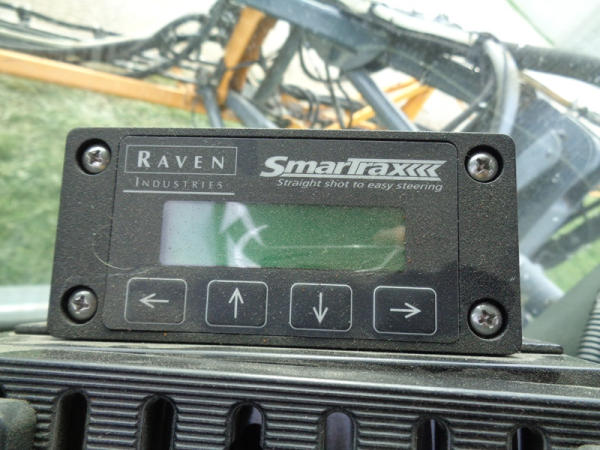 RAVEN
INDUSTRIES
SMARTRAX
Straight shot to easy steering
← ↑ ↓ →